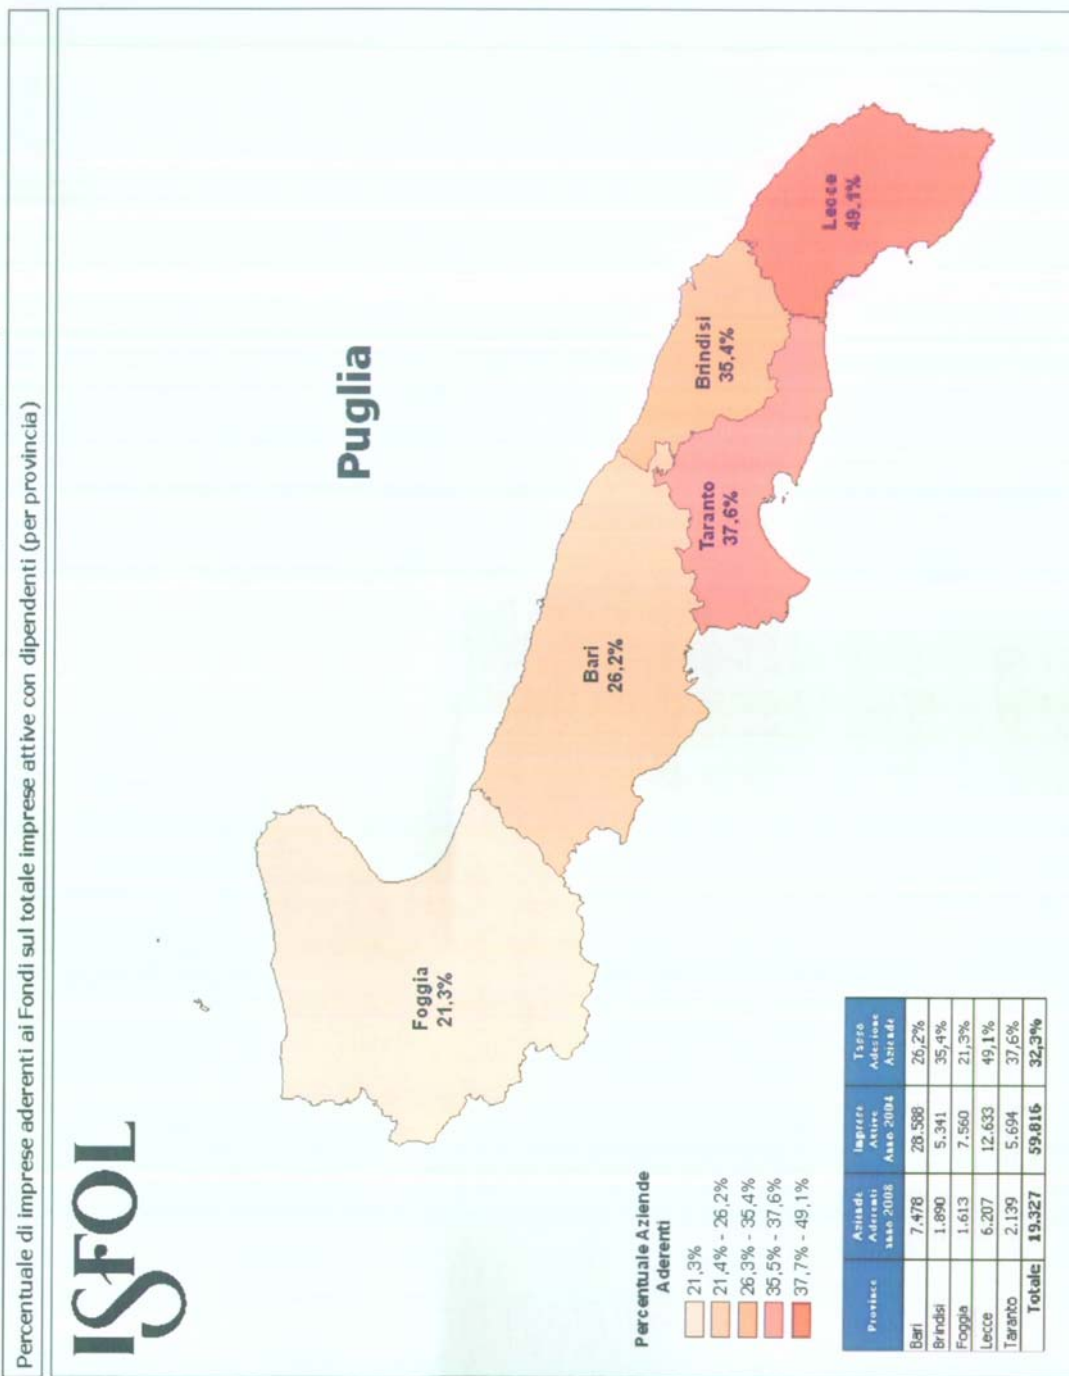 Percentuale di imprese aderenti ai Fondi sul totale imprese attive con dipendenti (per provincia)
ISFOL
Puglia
Foggia
21,3%
Bari
26,2%
Brindisi
35,4%
Taranto
37,6%
Lecce
49.1%
Percentuale Aziende
Aderenti
21,3%
21,4% - 26,2%
26,3% - 35,4%
35,5% - 37,6%
37,7% - 49,1%
Province Aziende Aderenti anno 2008 Imprese Attive Anno 2004 Tasso Adesione Aziende
Bari 7.478 28.588 26,2%
Brindisi 1.890 5.341 35,4%
Foggia 1.613 7.560 21,3%
Lecce 6.207 12.633 49,1%
Taranto 2.139 5.694 37,6%
Totale 19.327 59.816 32,3%